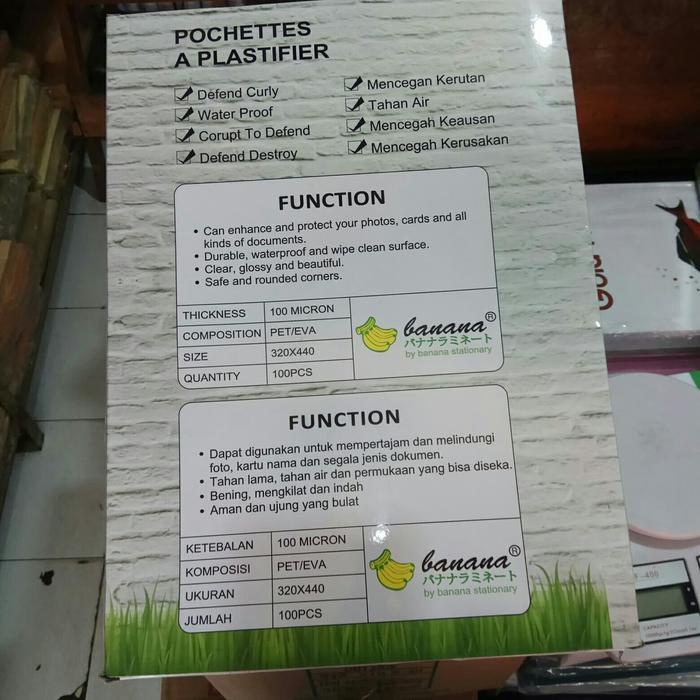 POCHETTES
A PLASTIFIER
Defend Curly
Water Proof
Corupt To Defend
Defend Destroy
Mencegan Kerutan
Tahan Air
Mencegah Keausan
Mencegah Kerusakan
FUNCTION
• Can enhance and protect your photos, cards and all
kinds of documents.
• Durable, waterproof and wipe clean surface.
• Clear, glossy and beautiful.
• Safe and rounded corners.
THICKNESS 100 MICRON
COMPOSITION PET/EVA
SIZE 320X440
QUANTITY 100PCS
banana®
バナナラミネート
by banana stationary
FUNCTION
• Dapat digunakan untuk mempertajam dan melindungi
foto, kartu nama dan segala jenis dokumen.
• Tahan lama, tahan air dan permukaan yang bisa diseka.
• Bening, mengkilat dan indah
• Aman dan ujung yang bulat
KETEBALAN 100 MICRON
KOMPOSISI PET/EVA
UKURAN 320X440
JUMLAH 100PCS
banana®
バナナラミネート
by banana stationary
CAPACITY